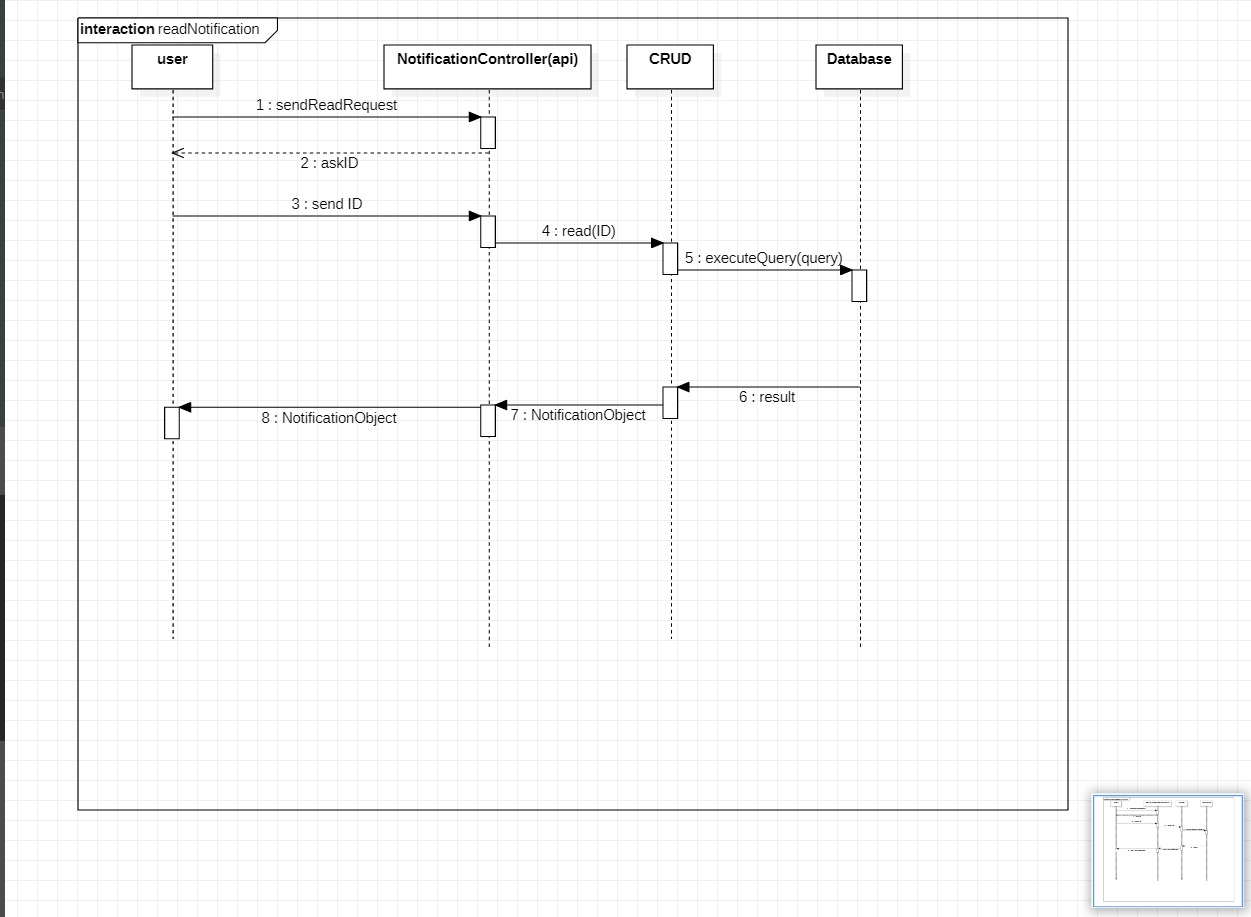 interaction readNotification
user
NotificationController(api)
CRUD
Database
1 : sendReadRequest
2 : askID
3 : send ID
4 : read(ID)
5 : executeQuery(query)
6 : result
7 : NotificationObject
8 : NotificationObject